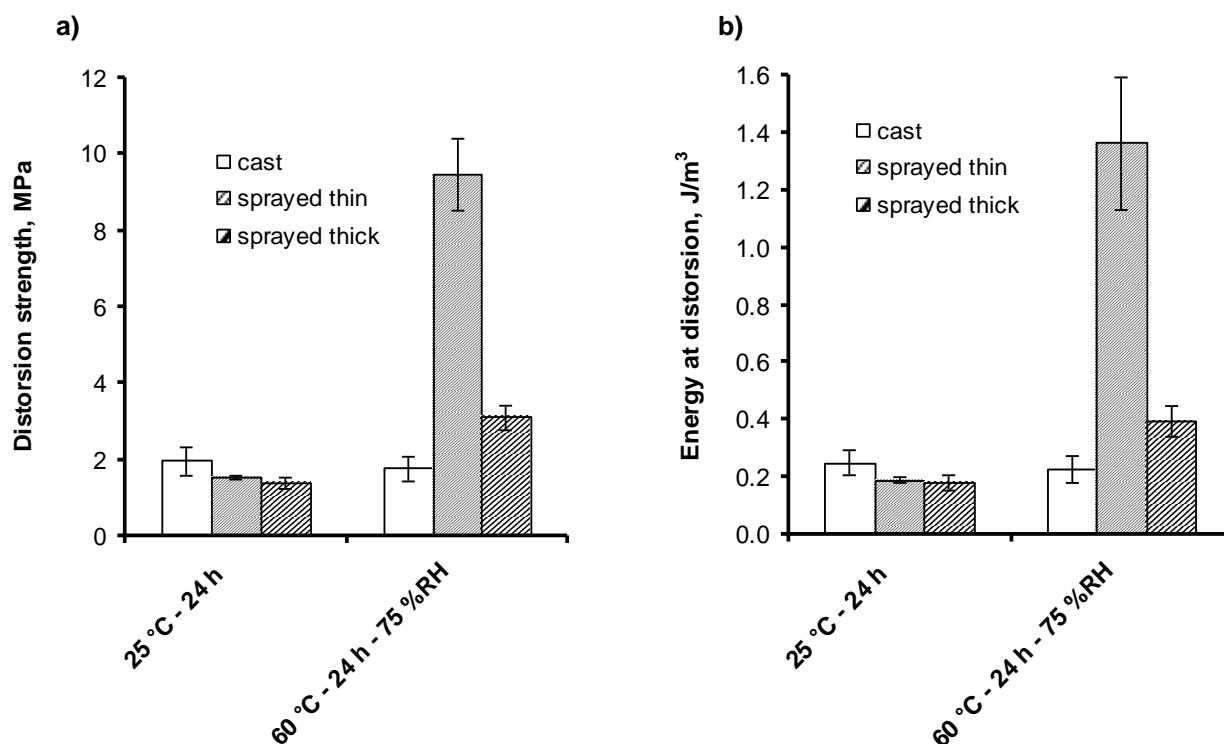 a)
Distorsion strength, MPa
12
10
8
6
4
2
0
cast
sprayed thin
sprayed thick
25 °C - 24 h
60 °C - 24 h - 75 %RH
b)
Energy at distorsion, J/m³
1.6
1.4
1.2
1.0
0.8
0.6
0.4
0.2
0.0
cast
sprayed thin
sprayed thick
25 °C - 24 h
60 °C - 24 h - 75 %RH